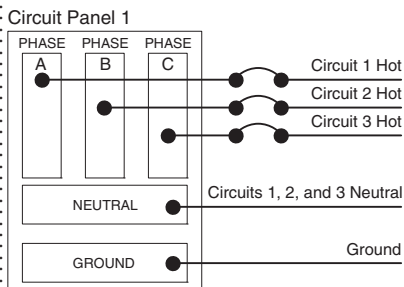 Circuit Panel 1
PHASE PHASE PHASE
A B C
Circuit 1 Hot
Circuit 2 Hot
Circuit 3 Hot
NEUTRAL
Circuits 1, 2, and 3 Neutral
GROUND
Ground